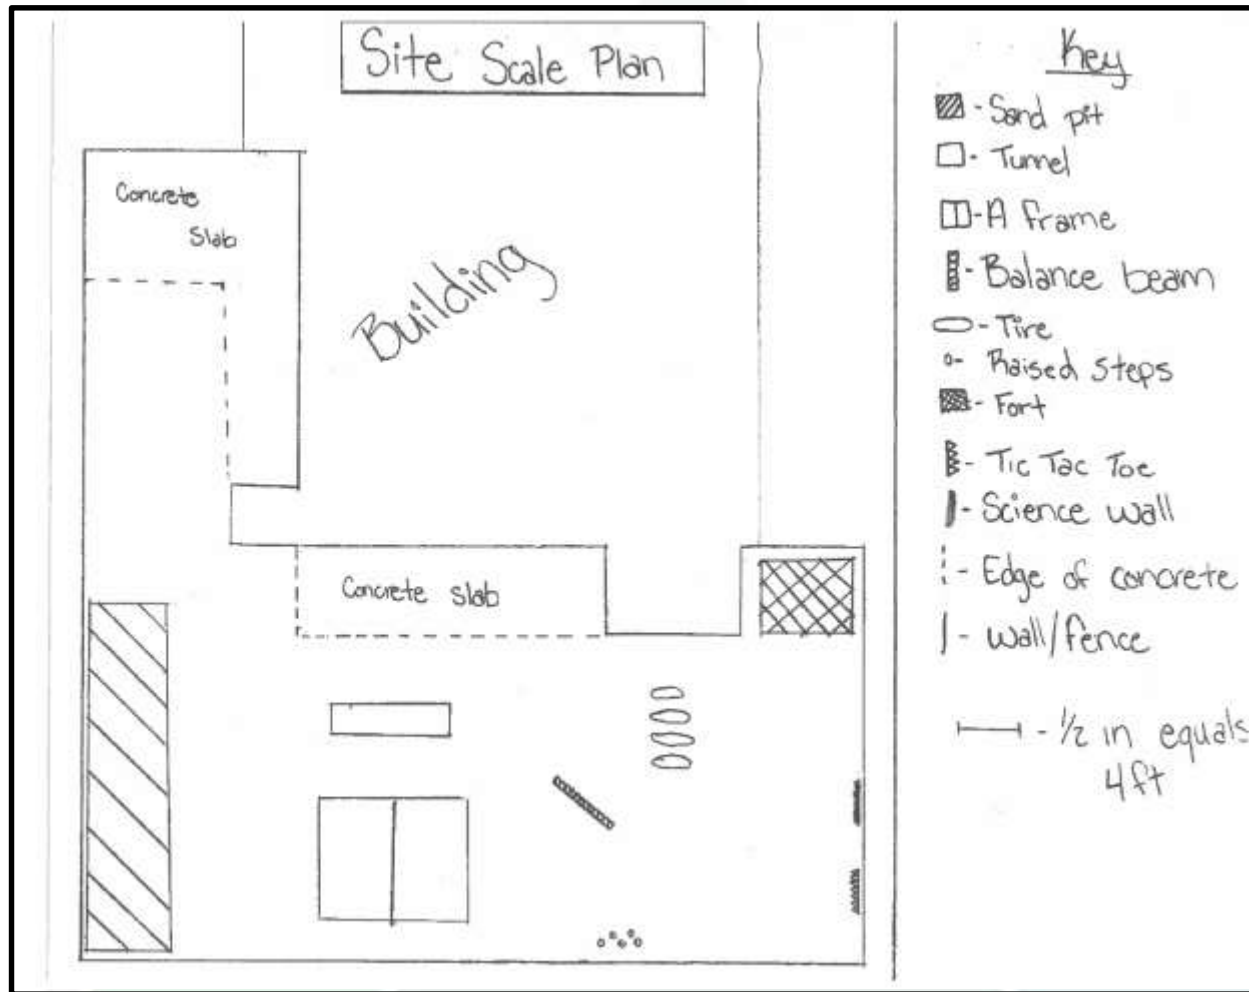 Site Scale Plan
Concrete
Slab
Building
Concrete slab
Key
- Sand pit
- Tunnel
- A frame
- Balance beam
- Tire
- Raised steps
- Fort
- Tic Tac Toe
- Science wall
- Edge of concrete
- wall/fence
- 1/2 in equals
4ft